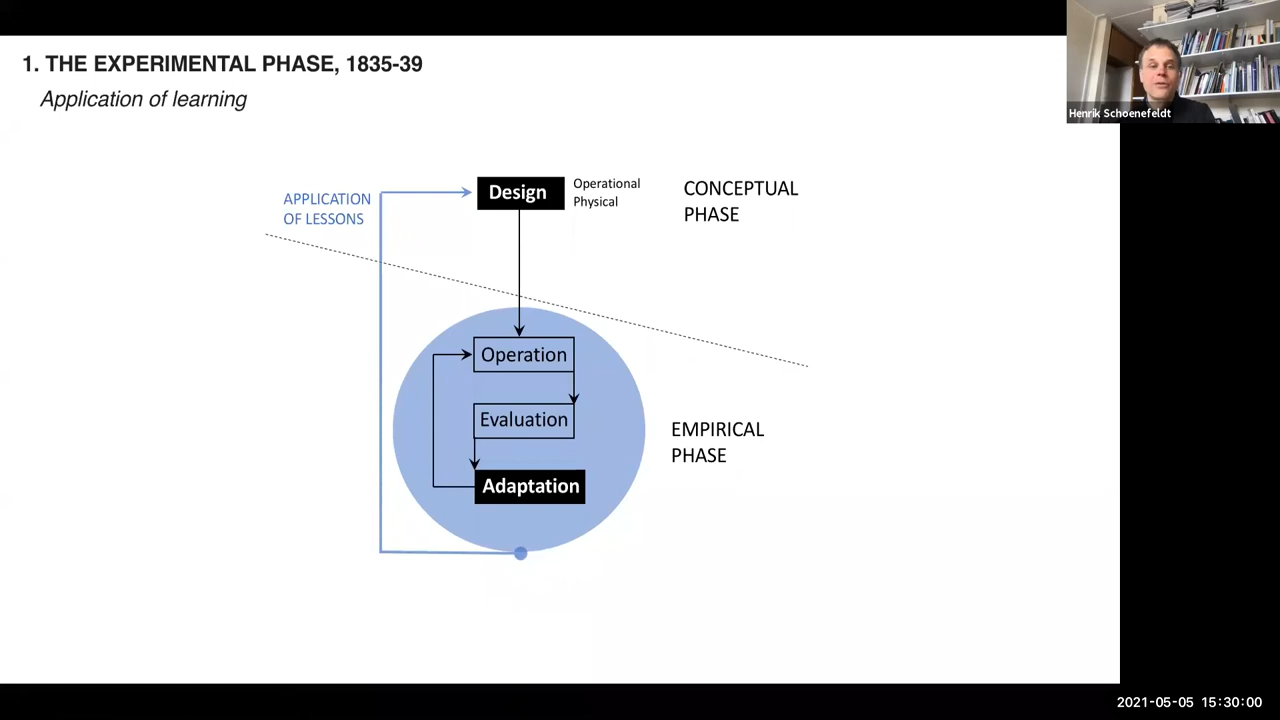 1. THE EXPERIMENTAL PHASE, 1835-39
Application of learning
Henrik Schoenefeldt
APPLICATION
OF LESSONS
Design
Operational
Physical
CONCEPTUAL
PHASE
Operation
Evaluation
Adaptation
EMPIRICAL
PHASE
2021-05-05 15:30:00